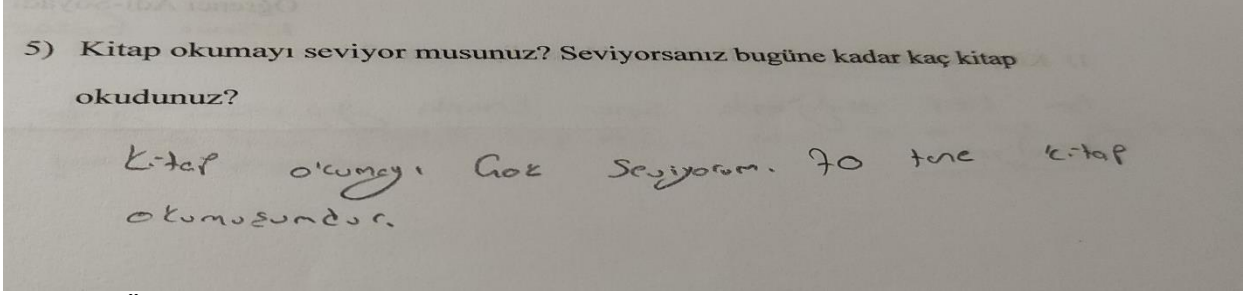 5) Kitap okumayı seviyor musunuz? Seviyorsanız bugüne kadar kaç kitap
okudunuz?
Kitap okumayı Çok Seviyorum. 70 tane kitap
okumuşumdur.